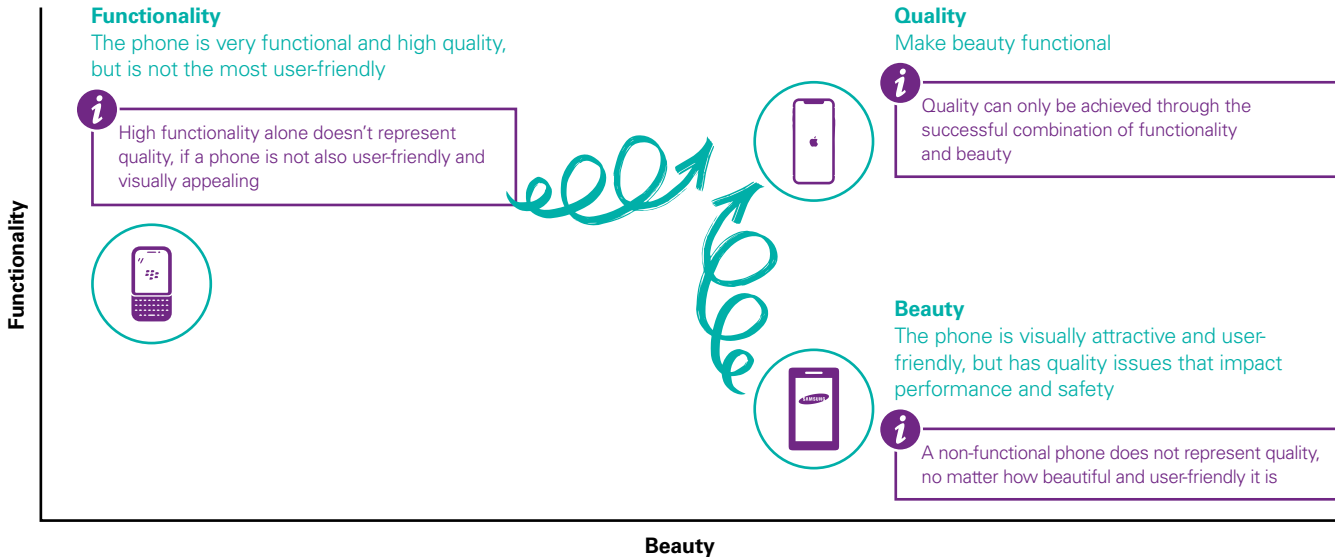 Functionality
The phone is very functional and high quality,
but is not the most user-friendly
i
High functionality alone doesn’t represent
quality, if a phone is not also user-friendly and
visually appealing
Quality
Make beauty functional
i
Quality can only be achieved through the
successful combination of functionality
and beauty
Functionality
Beauty
The phone is visually attractive and user-
friendly, but has quality issues that impact
performance and safety
SAMSUNG
i
A non-functional phone does not represent quality,
no matter how beautiful and user-friendly it is
Beauty